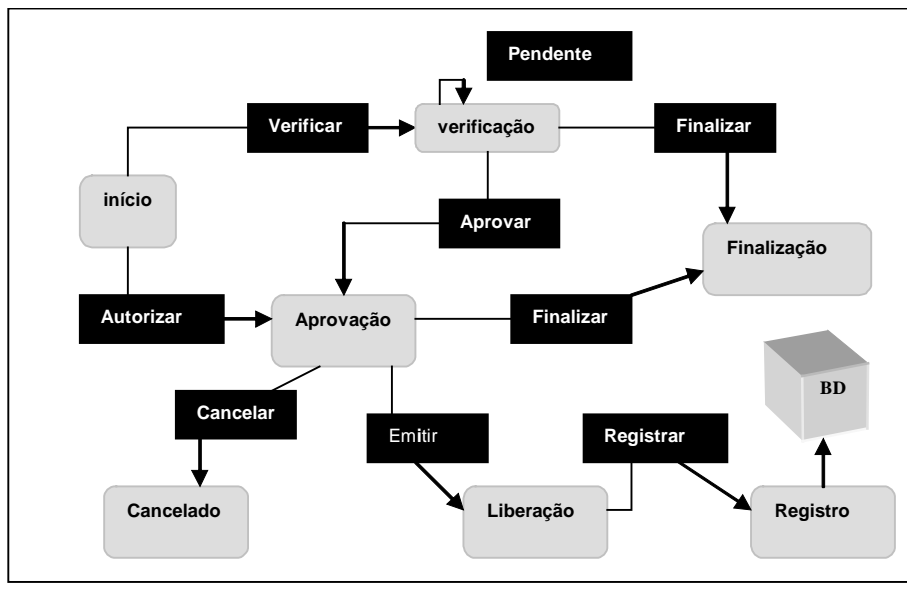 Pendente
Verificar
verificação
Finalizar
início
Aprovar
Finalização
Autorizar
Aprovação
Finalizar
BD
Cancelar
Emitir
Registrar
Cancelado
Liberação
Registro